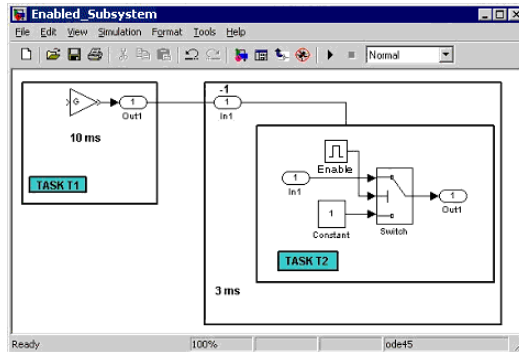 Enabled_Subsystem
File Edit View Simulation Format Tools Help
Normal
G
1
Out1
10 ms
TASK T1
-1
1
In1
Enable
1
In1
1
Constant
Switch
1
Out1
TASK T2
3 ms
Ready
100%
ode45